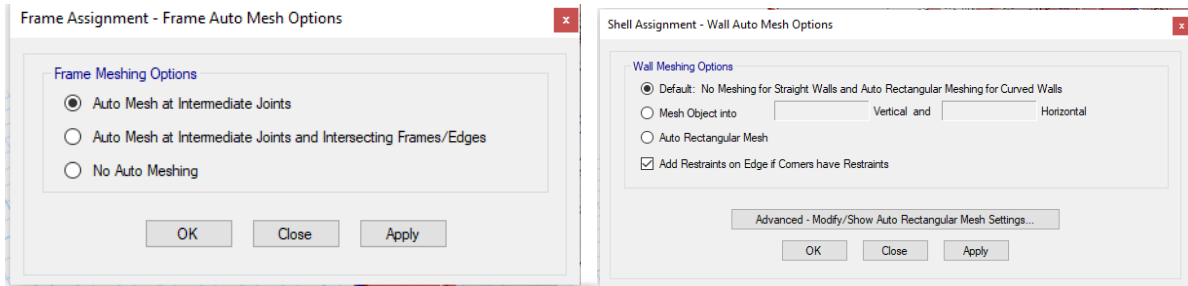 Frame Assignment - Frame Auto Mesh Options
x
Frame Meshing Options
Auto Mesh at Intermediate Joints
Auto Mesh at Intermediate Joints and Intersecting Frames/Edges
No Auto Meshing
OK Close Apply
Shell Assignment - Wall Auto Mesh Options
x
Wall Meshing Options
Default: No Meshing for Straight Walls and Auto Rectangular Meshing for Curved Walls
Mesh Object into Vertical and Horizontal
Auto Rectangular Mesh
Add Restraints on Edge if Corners have Restraints
Advanced - Modify/Show Auto Rectangular Mesh Settings...
OK Close Apply